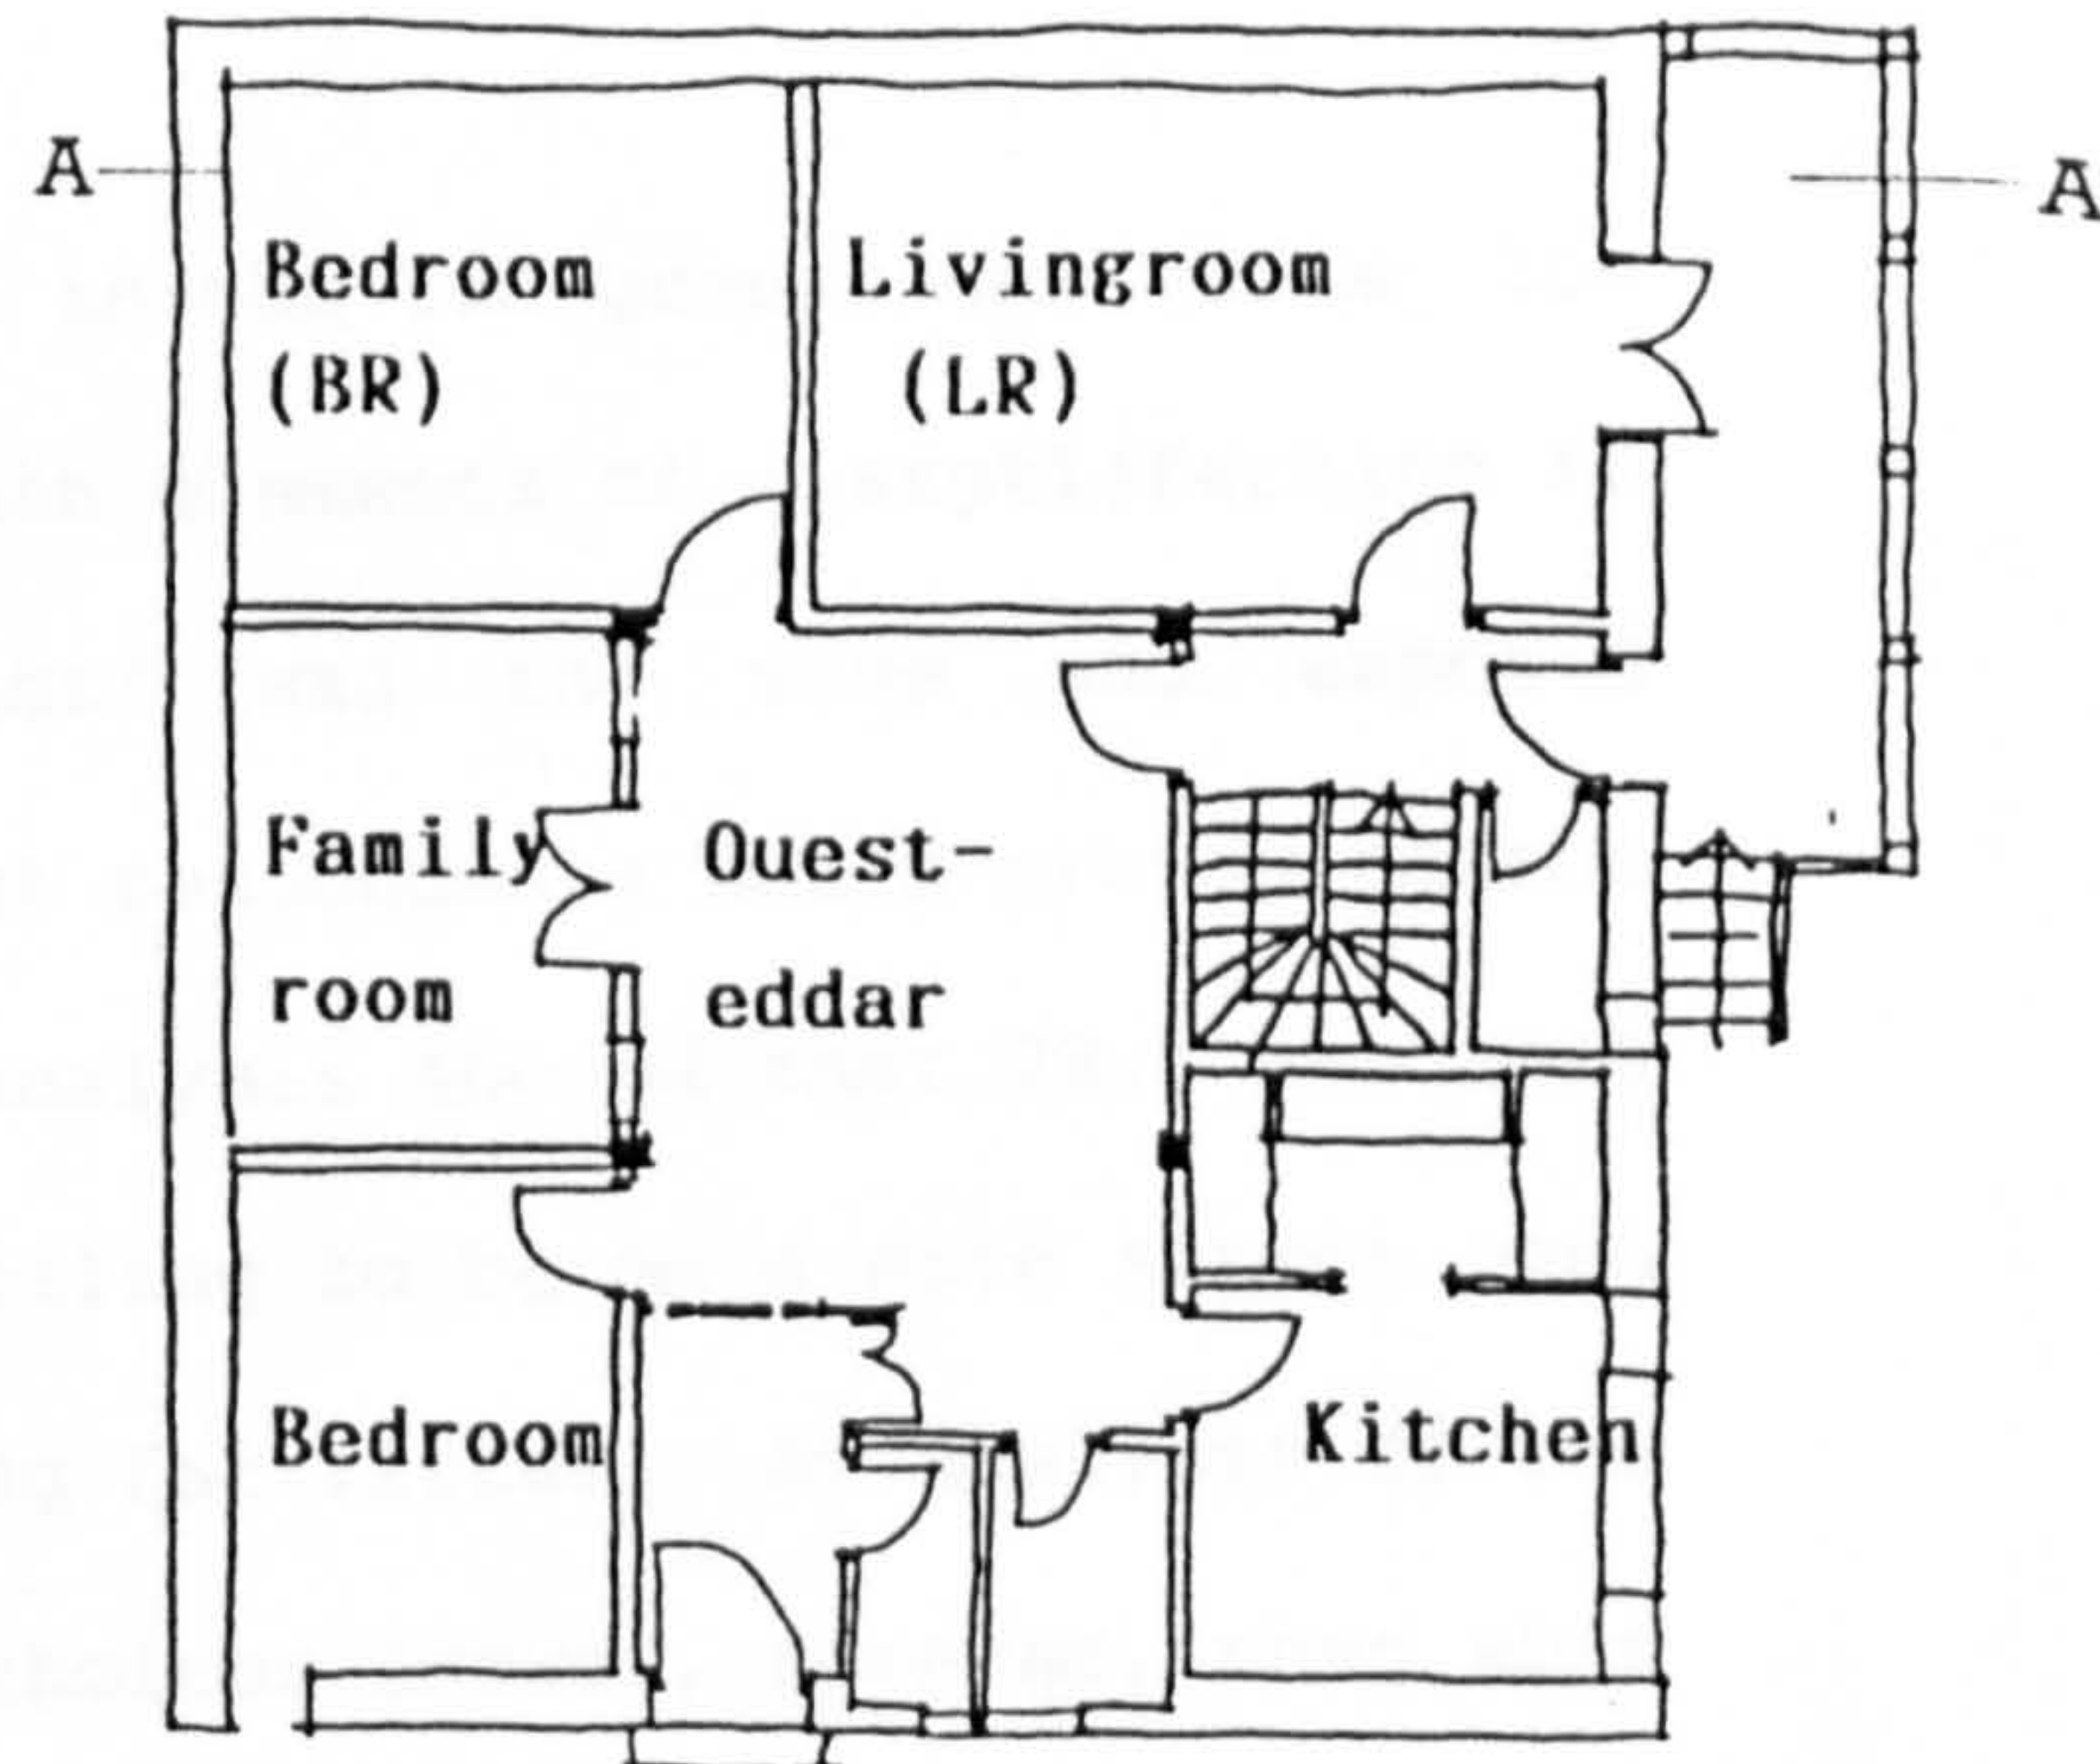 A
A
Bedroom
(BR)
Livingroom
(LR)
Family
room
Ouest-
eddar
Bedroom
Kitchen